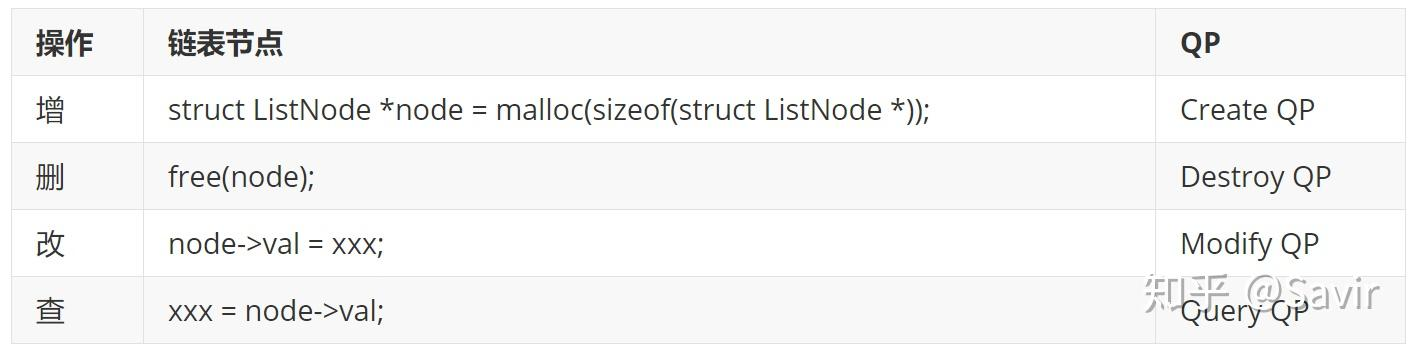 操作 链表节点 QP
增 struct ListNode *node = malloc(sizeof(struct ListNode *)); Create QP
删 free(node); Destroy QP
改 node->val = xxx; Modify QP
查 xxx = node->val; Query QP
知乎 @Savir